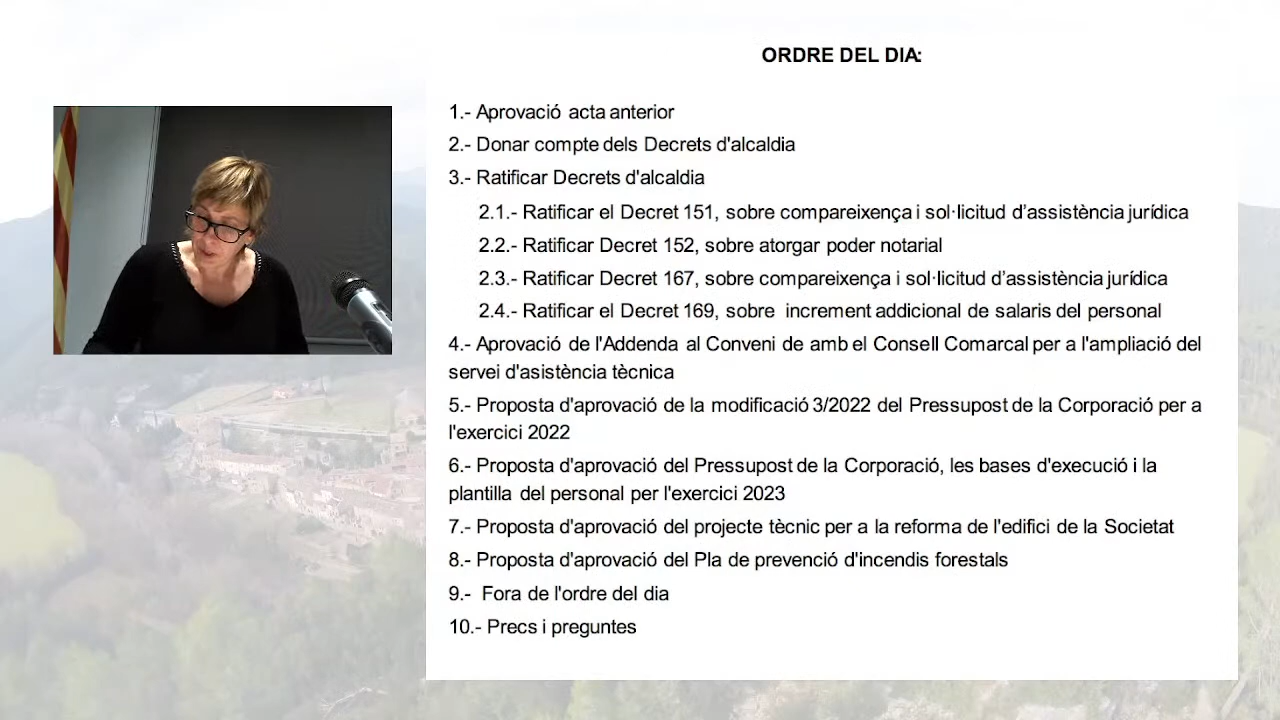 ORDRE DEL DIA:
1.- Aprovació acta anterior
2.- Donar compte dels Decrets d'alcaldia
3.- Ratificar Decrets d'alcaldia
2.1.- Ratificar el Decret 151, sobre compareixença i sol·licitud d’assistència jurídica
2.2.- Ratificar Decret 152, sobre atorgar poder notarial
2.3.- Ratificar Decret 167, sobre compareixença i sol·licitud d’assistència jurídica
2.4.- Ratificar el Decret 169, sobre increment addicional de salaris del personal
4.- Aprovació de l'Addenda al Conveni de amb el Consell Comarcal per a l'ampliació del
servei d'asistència tècnica
5.- Proposta d'aprovació de la modificació 3/2022 del Pressupost de la Corporació per a
l'exercici 2022
6.- Proposta d'aprovació del Pressupost de la Corporació, les bases d'execució i la
plantilla del personal per l'exercici 2023
7.- Proposta d'aprovació del projecte tècnic per a la reforma de l'edifici de la Societat
8.- Proposta d'aprovació del Pla de prevenció d'incendis forestals
9.- Fora de l'ordre del dia
10.- Precs i preguntes